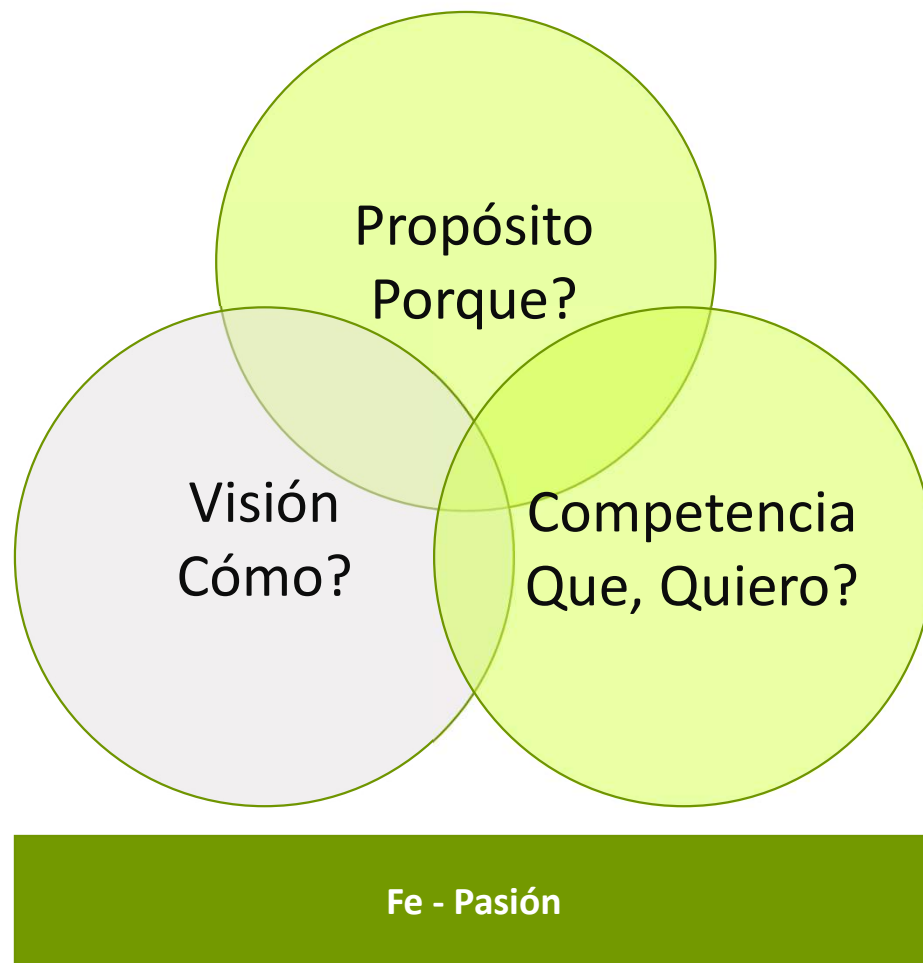 Propósito
Porque?
Visión
Cómo?
Competencia
Que, Quiero?
Fe - Pasión